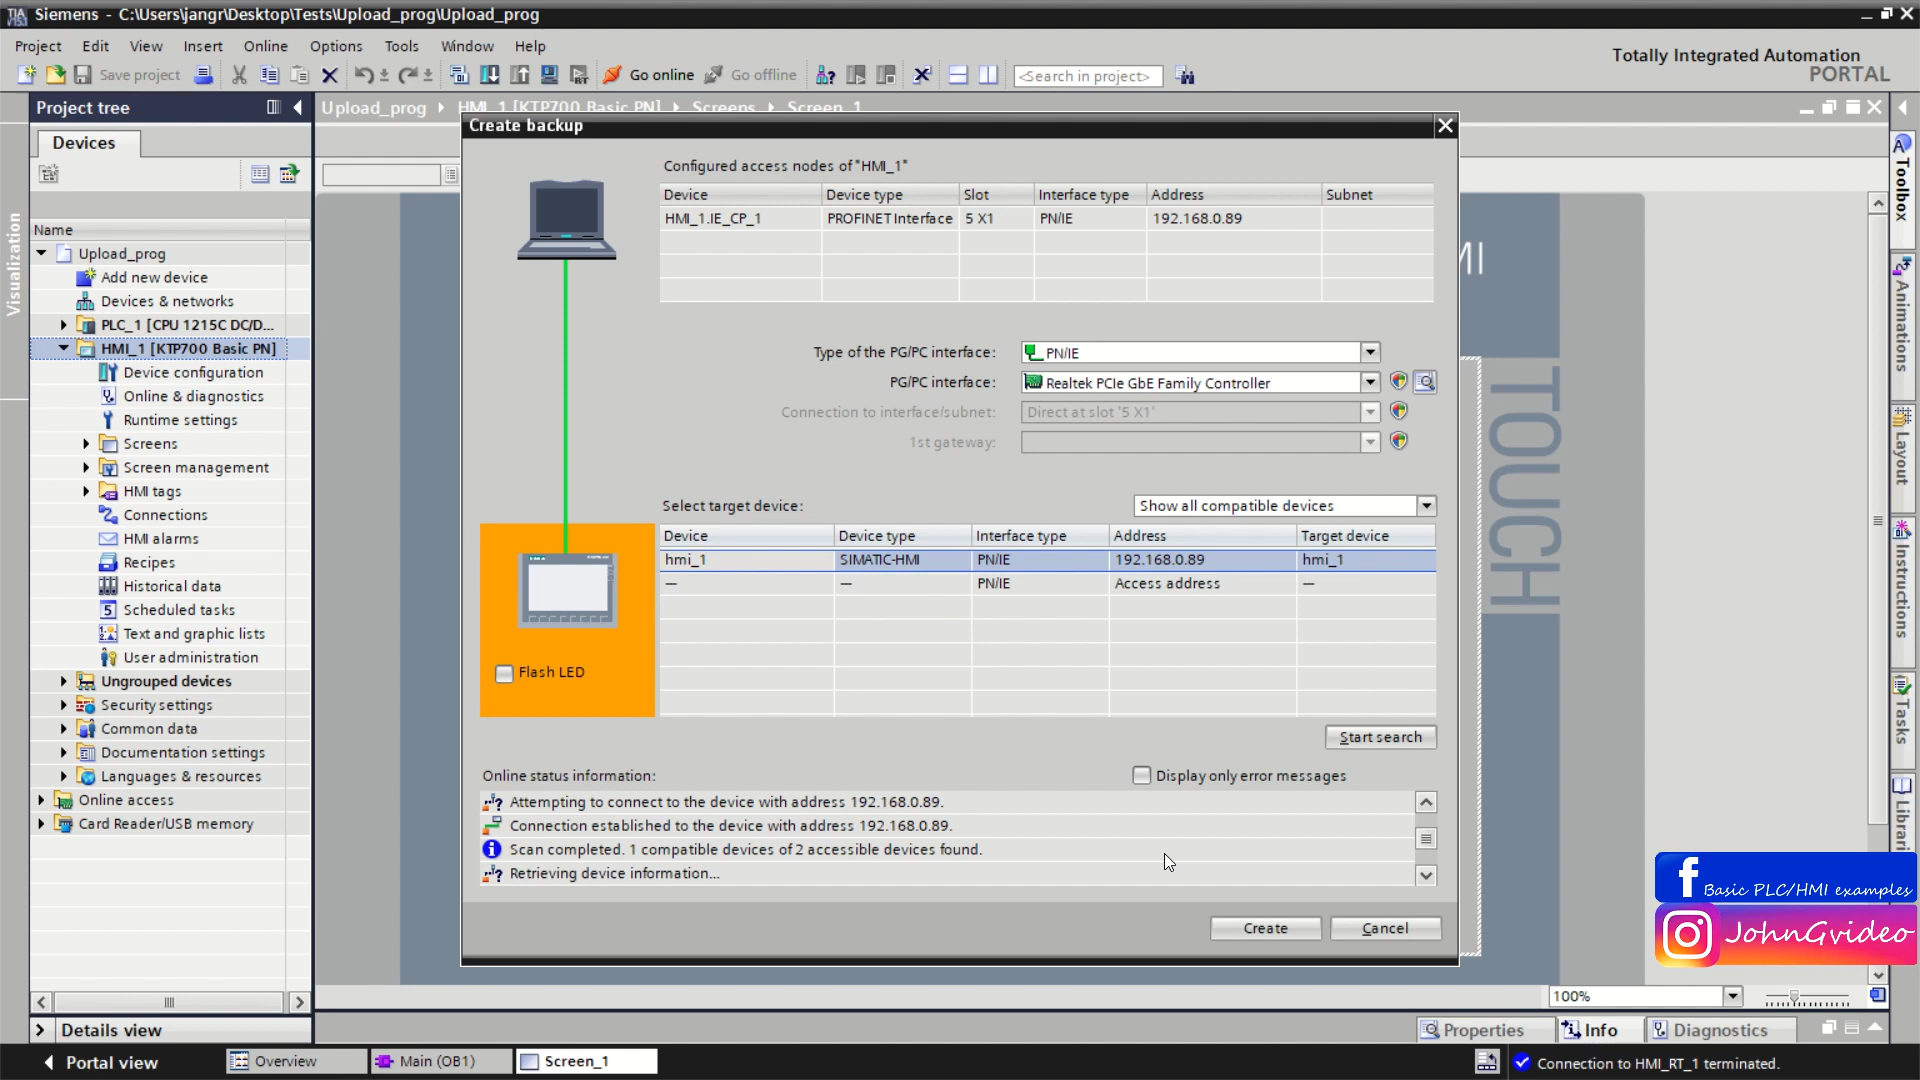 Siemens - C:\Users\jangr\Desktop\Tests\Upload_prog\Upload_prog
Project Edit View Insert Online Options Tools Window Help
Totally Integrated Automation
PORTAL
Save project Go online Go offline <Search in project>
Project tree
Upload_prog HMI_1 [KTP700 Basic PN] Screens Screen_1
Devices
Visualization
Name
Upload_prog
Add new device
Devices & networks
PLC_1 [CPU 1215C DC/D...
HMI_1 [KTP700 Basic PN]
Device configuration
Online & diagnostics
Runtime settings
Screens
Screen management
HMI tags
Connections
HMI alarms
Recipes
Historical data
Scheduled tasks
Text and graphic lists
User administration
Ungrouped devices
Security settings
Common data
Documentation settings
Languages & resources
Online access
Card Reader/USB memory
Details view
Create backup
Configured access nodes of "HMI_1"
Device Device type Slot Interface type Address Subnet
HMI_1.IE_CP_1 PROFINET Interface 5 X1 PN/IE 192.168.0.89
Type of the PG/PC interface: PN/IE
PG/PC interface: Realtek PCIe GbE Family Controller
Connection to interface/subnet: Direct at slot '5 X1'
1st gateway:
Select target device: Show all compatible devices
Device Device type Interface type Address Target device
hmi_1 SIMATIC-HMI PN/IE 192.168.0.89 hmi_1
— — PN/IE Access address —
Flash LED
Start search
Online status information: Display only error messages
Attempting to connect to the device with address 192.168.0.89.
Connection established to the device with address 192.168.0.89.
Scan completed. 1 compatible devices of 2 accessible devices found.
Retrieving device information...
Create Cancel
TOUCH
Toolbox
Animations
Layout
Instructions
Tasks
Basic PLC/HMI examples
JohnGvideo
100%
Properties Info Diagnostics
Portal view Overview Main (OB1) Screen_1 Connection to HMI_RT_1 terminated.